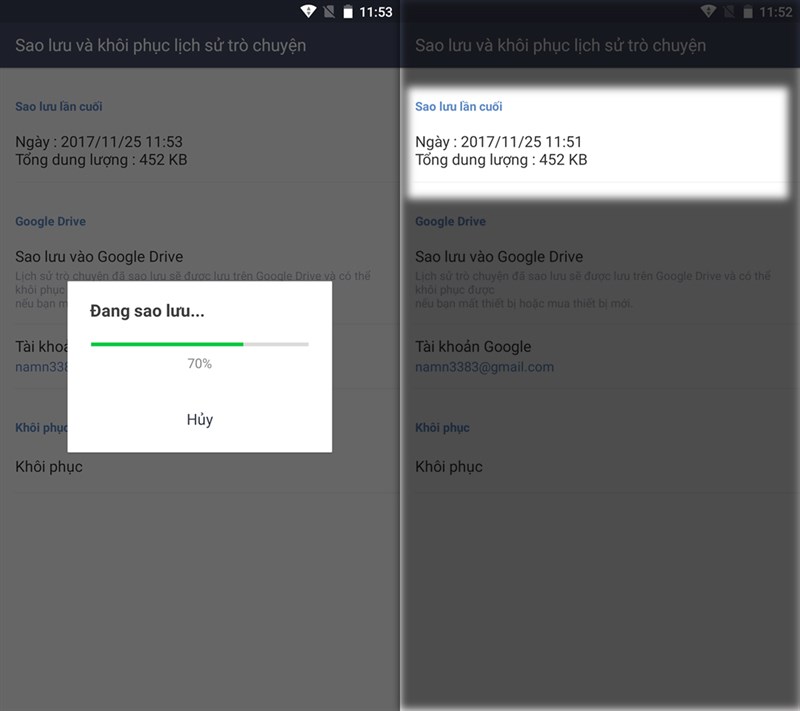 11:53
Sao lưu và khôi phục lịch sử trò chuyện
Sao lưu lần cuối
Ngày : 2017/11/25 11:53
Tổng dung lượng : 452 KB
Google Drive
Sao lưu vào Google Drive
Lịch sử trò chuyện đã sao lưu sẽ được lưu trên Google Drive và có thể
khôi phục
nếu bạn
Đang sao lưu...
70%
Hủy
Tài
namn338
Khôi phục
Khôi phục
11:52
Sao lưu và khôi phục lịch sử trò chuyện
Sao lưu lần cuối
Ngày : 2017/11/25 11:51
Tổng dung lượng : 452 KB
Google Drive
Sao lưu vào Google Drive
Lịch sử trò chuyện đã sao lưu sẽ được lưu trên Google Drive và có thể
khôi phục được
nếu bạn mất thiết bị hoặc mua thiết bị mới.
Tài khoản Google
namn3383@gmail.com
Khôi phục
Khôi phục